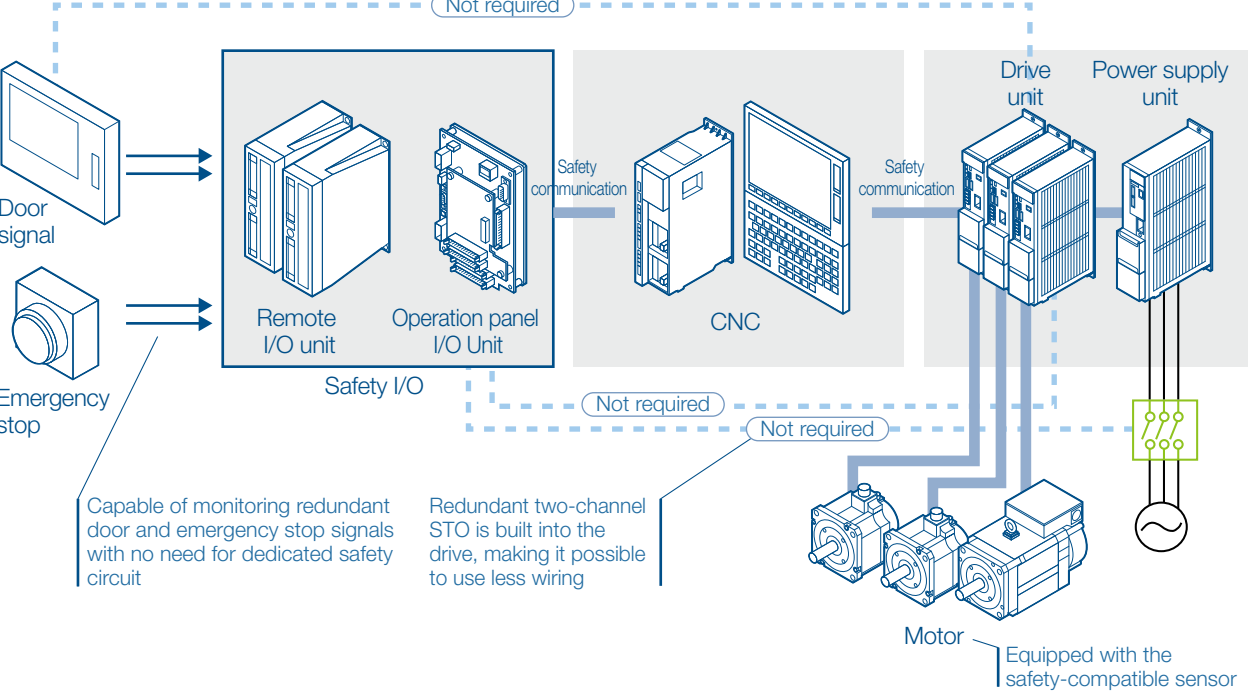 Not required
Drive
unit
Power supply
unit
Door
signal
Safety
communication
Safety
communication
Remote
I/O unit
Operation panel
I/O Unit
CNC
Safety I/O
Emergency
stop
Not required
Not required
Capable of monitoring redundant
door and emergency stop signals
with no need for dedicated safety
circuit
Redundant two-channel
STO is built into the
drive, making it possible
to use less wiring
Motor
Equipped with the
safety-compatible sensor